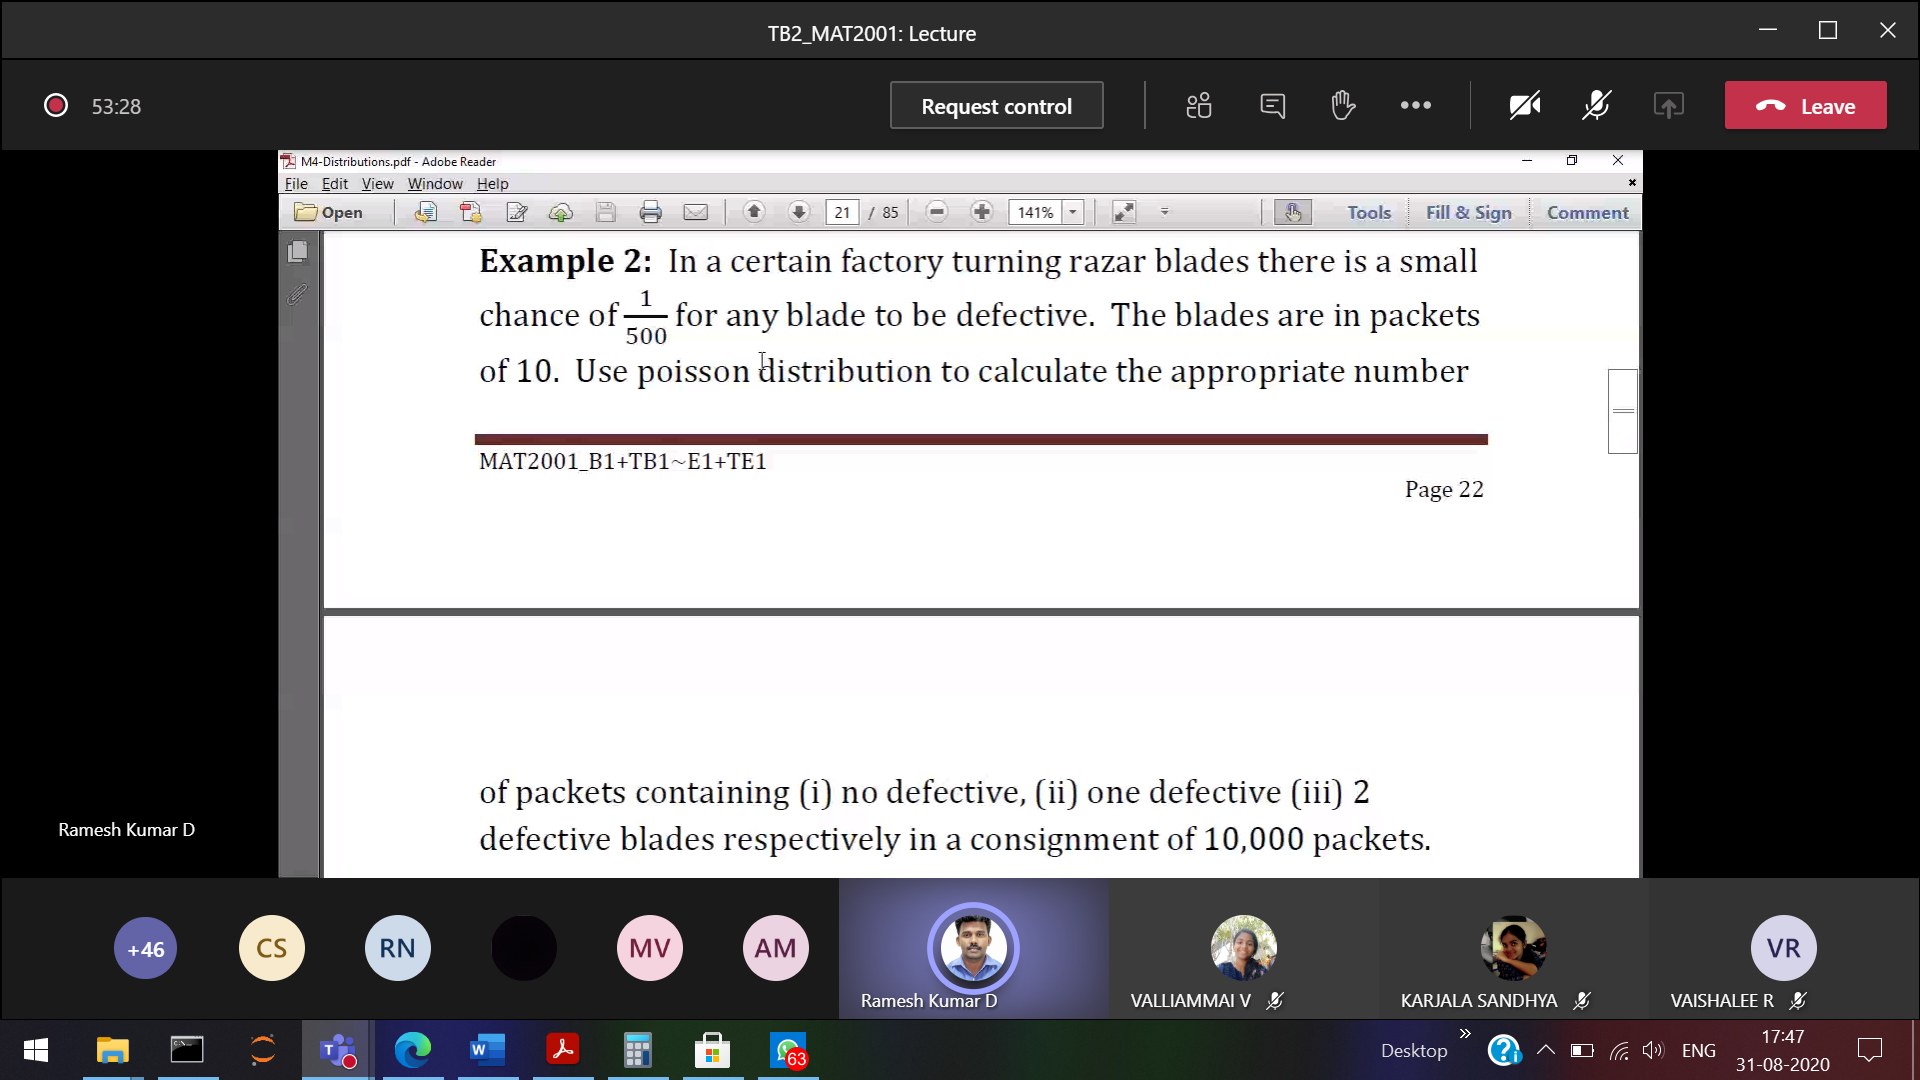 TB2_MAT2001: Lecture
53:28
Request control
Leave
M4-Distributions.pdf - Adobe Reader
File Edit View Window Help
Open 21 / 85 141% Tools Fill & Sign Comment
Example 2: In a certain factory turning razar blades there is a small
chance of 1/500 for any blade to be defective. The blades are in packets
of 10. Use poisson distribution to calculate the appropriate number
MAT2001_B1+TB1~E1+TE1
Page 22
of packets containing (i) no defective, (ii) one defective (iii) 2
defective blades respectively in a consignment of 10,000 packets.
Ramesh Kumar D
+46 CS RN MV AM VR
Ramesh Kumar D VALLIAMMAI V KARJALA SANDHYA VAISHALEE R
63 Desktop ENG 17:47
31-08-2020